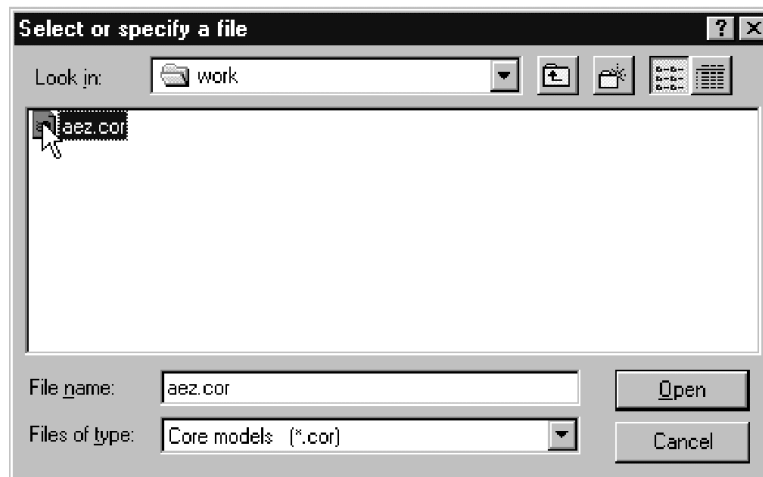 Select or specify a file
Look in: work
aez.cor
File name: aez.cor Open
Files of type: Core models (*.cor) Cancel